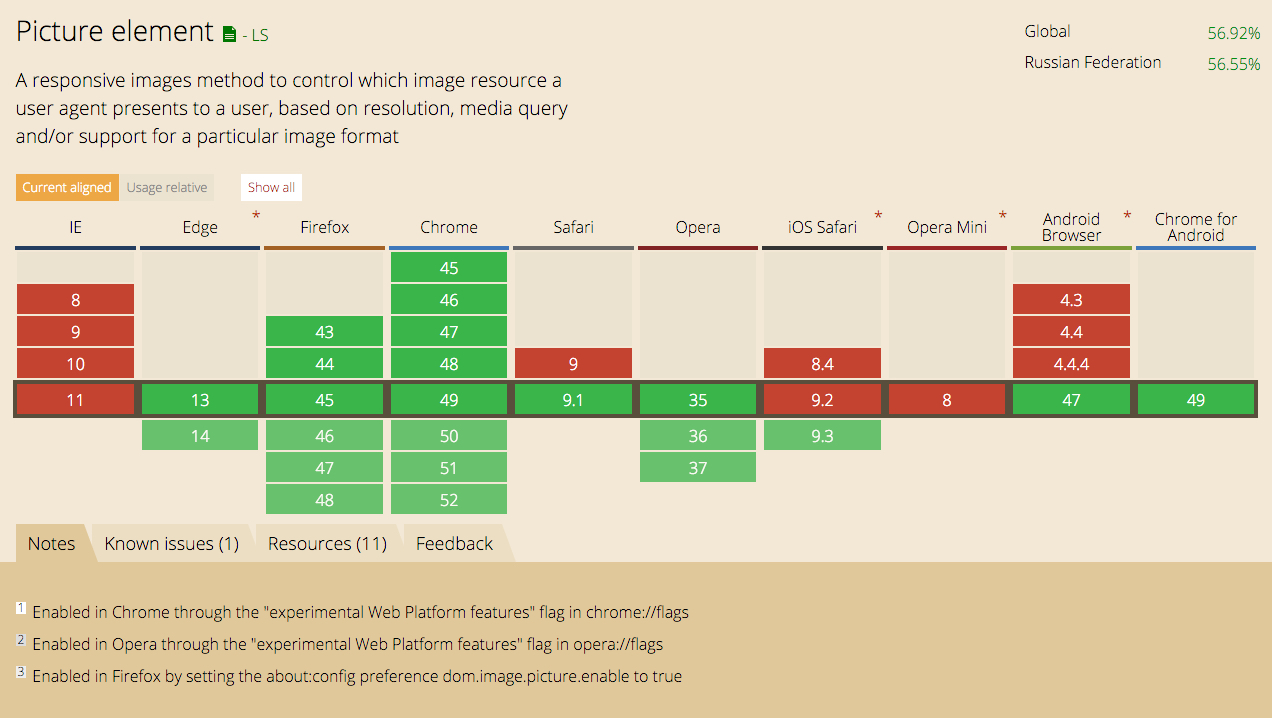 Picture element - LS
Global 56.92%
Russian Federation 56.55%
A responsive images method to control which image resource a
user agent presents to a user, based on resolution, media query
and/or support for a particular image format
Current aligned Usage relative Show all
IE Edge * Firefox Chrome Safari Opera iOS Safari * Opera Mini * Android Browser * Chrome for Android
45
8 46 4.3
9 43 47 4.4
10 44 48 9 8.4 4.4.4
11 13 45 49 9.1 35 9.2 8 47 49
14 46 50 36 9.3
47 51 37
48 52
Notes Known issues (1) Resources (11) Feedback
1 Enabled in Chrome through the "experimental Web Platform features" flag in chrome://flags
2 Enabled in Opera through the "experimental Web Platform features" flag in opera://flags
3 Enabled in Firefox by setting the about:config preference dom.image.picture.enable to true